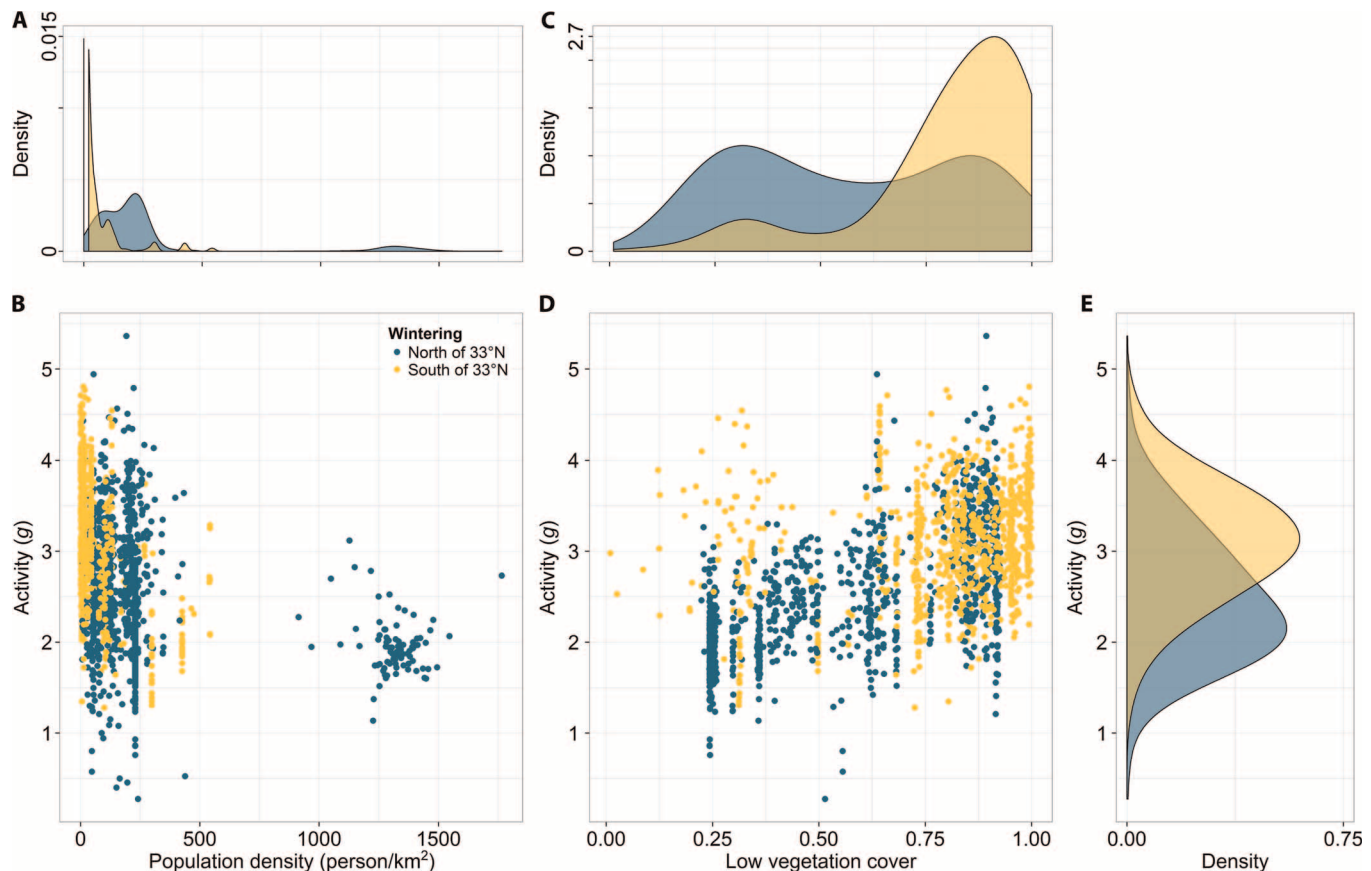 A
0.015
Density
0
C
2.7
Density
0
B
Wintering
North of 33°N
South of 33°N
5
4
3
2
1
Activity (g)
0 500 1000 1500
Population density (person/km²)
D
5
4
3
2
1
Activity (g)
0.00 0.25 0.50 0.75 1.00
Low vegetation cover
E
5
4
3
2
1
Activity (g)
0.00 0.75
Density